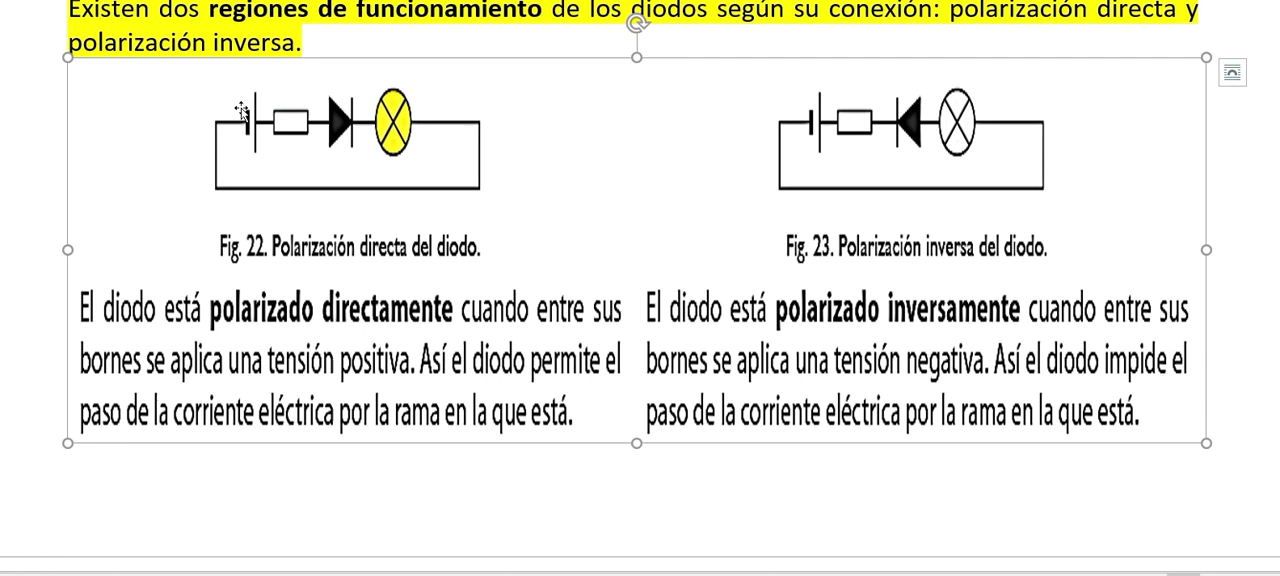 Existen dos regiones de funcionamiento de los diodos según su conexión: polarización directa y
polarización inversa.
Fig. 22. Polarización directa del diodo.
El diodo está polarizado directamente cuando entre sus
bornes se aplica una tensión positiva. Así el diodo permite el
paso de la corriente eléctrica por la rama en la que está.
Fig. 23. Polarización inversa del diodo.
El diodo está polarizado inversamente cuando entre sus
bornes se aplica una tensión negativa. Así el diodo impide el
paso de la corriente eléctrica por la rama en la que está.